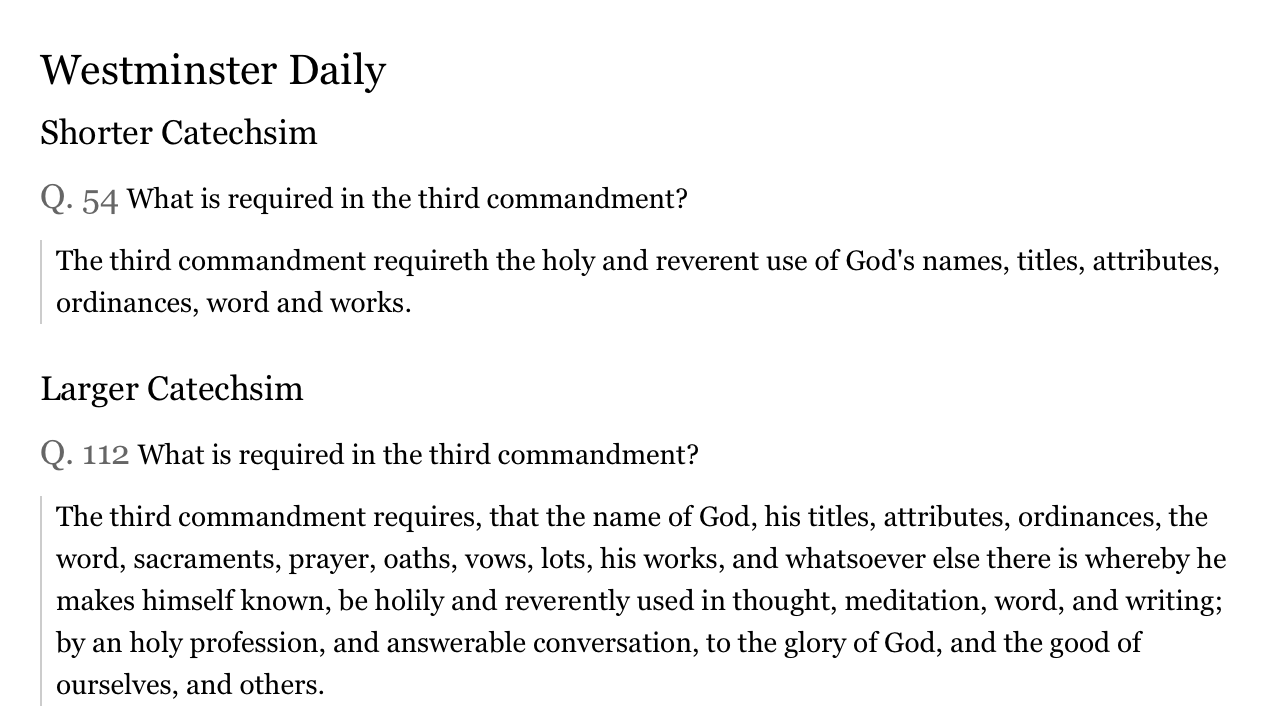 Westminster Daily
Shorter Catechsim
Q. 54 What is required in the third commandment?
The third commandment requireth the holy and reverent use of God's names, titles, attributes,
ordinances, word and works.
Larger Catechsim
Q. 112 What is required in the third commandment?
The third commandment requires, that the name of God, his titles, attributes, ordinances, the
word, sacraments, prayer, oaths, vows, lots, his works, and whatsoever else there is whereby he
makes himself known, be holily and reverently used in thought, meditation, word, and writing;
by an holy profession, and answerable conversation, to the glory of God, and the good of
ourselves, and others.